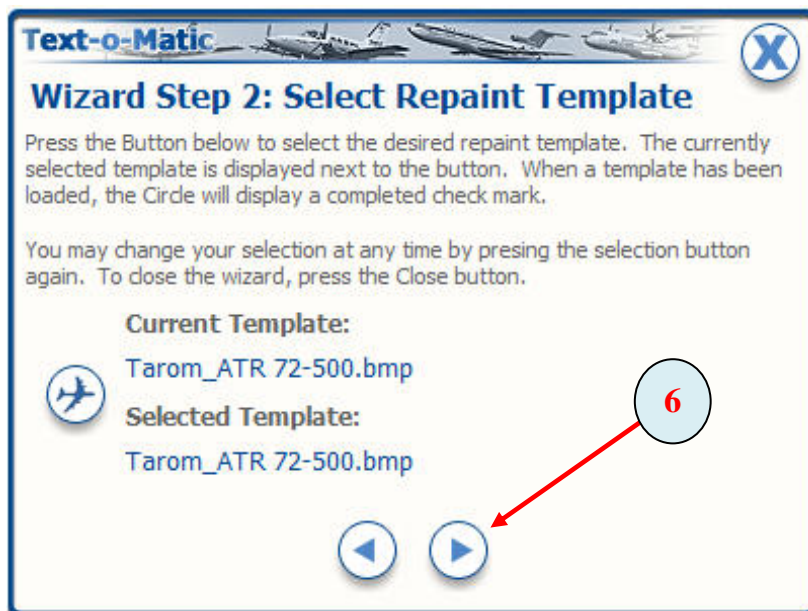 Text-o-Matic
X
Wizard Step 2: Select Repaint Template
Press the Button below to select the desired repaint template. The currently
selected template is displayed next to the button. When a template has been
loaded, the Circle will display a completed check mark.
You may change your selection at any time by presing the selection button
again. To close the wizard, press the Close button.
Current Template:
Tarom_ATR 72-500.bmp
Selected Template:
Tarom_ATR 72-500.bmp
6